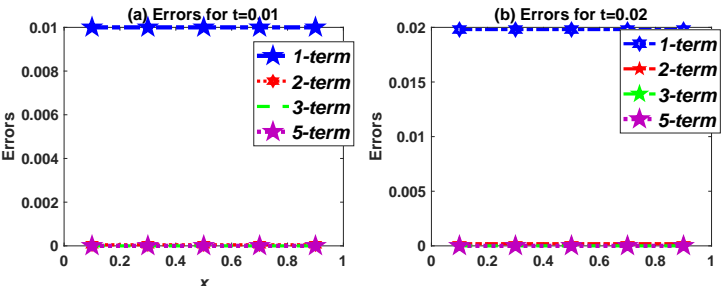 (a) Errors for t=0.01
0.01
0.008
0.006
0.004
0.002
0
Errors
0 0.2 0.4 0.6 0.8 1
x
1-term
2-term
3-term
5-term
(b) Errors for t=0.02
0.02
0.015
0.01
0.005
0
Errors
0 0.2 0.4 0.6 0.8 1
1-term
2-term
3-term
5-term